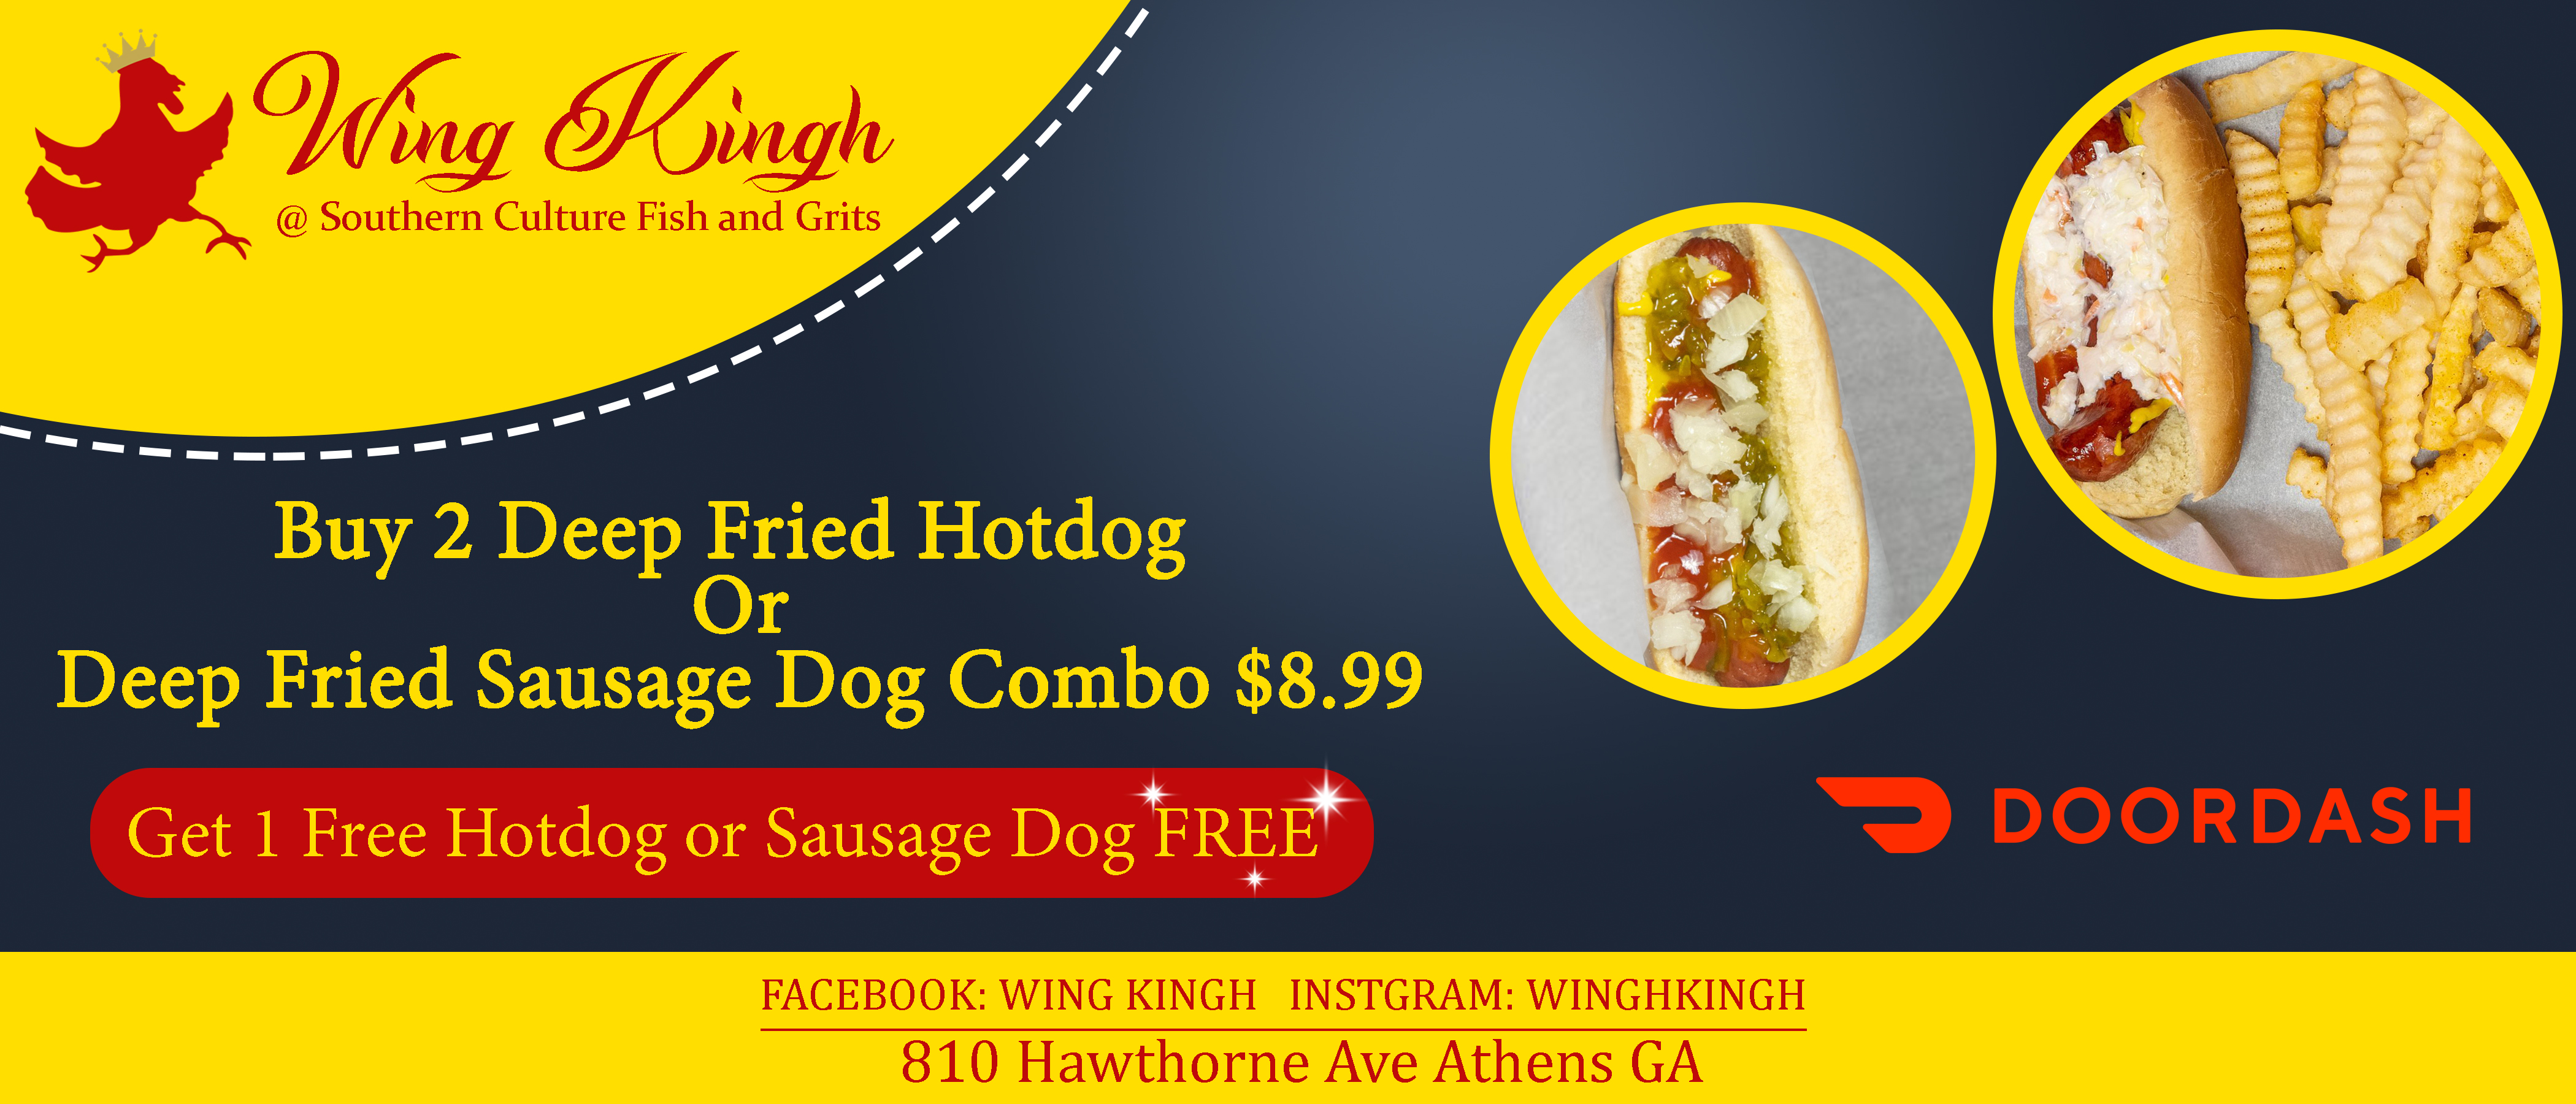 Wing Kingh
@ Southern Culture Fish and Grits
Buy 2 Deep Fried Hotdog
Or
Deep Fried Sausage Dog Combo $8.99
Get 1 Free Hotdog or Sausage Dog FREE
DOORDASH
FACEBOOK: WING KINGH INSTGRAM: WINGHKINGH
810 Hawthorne Ave Athens GA